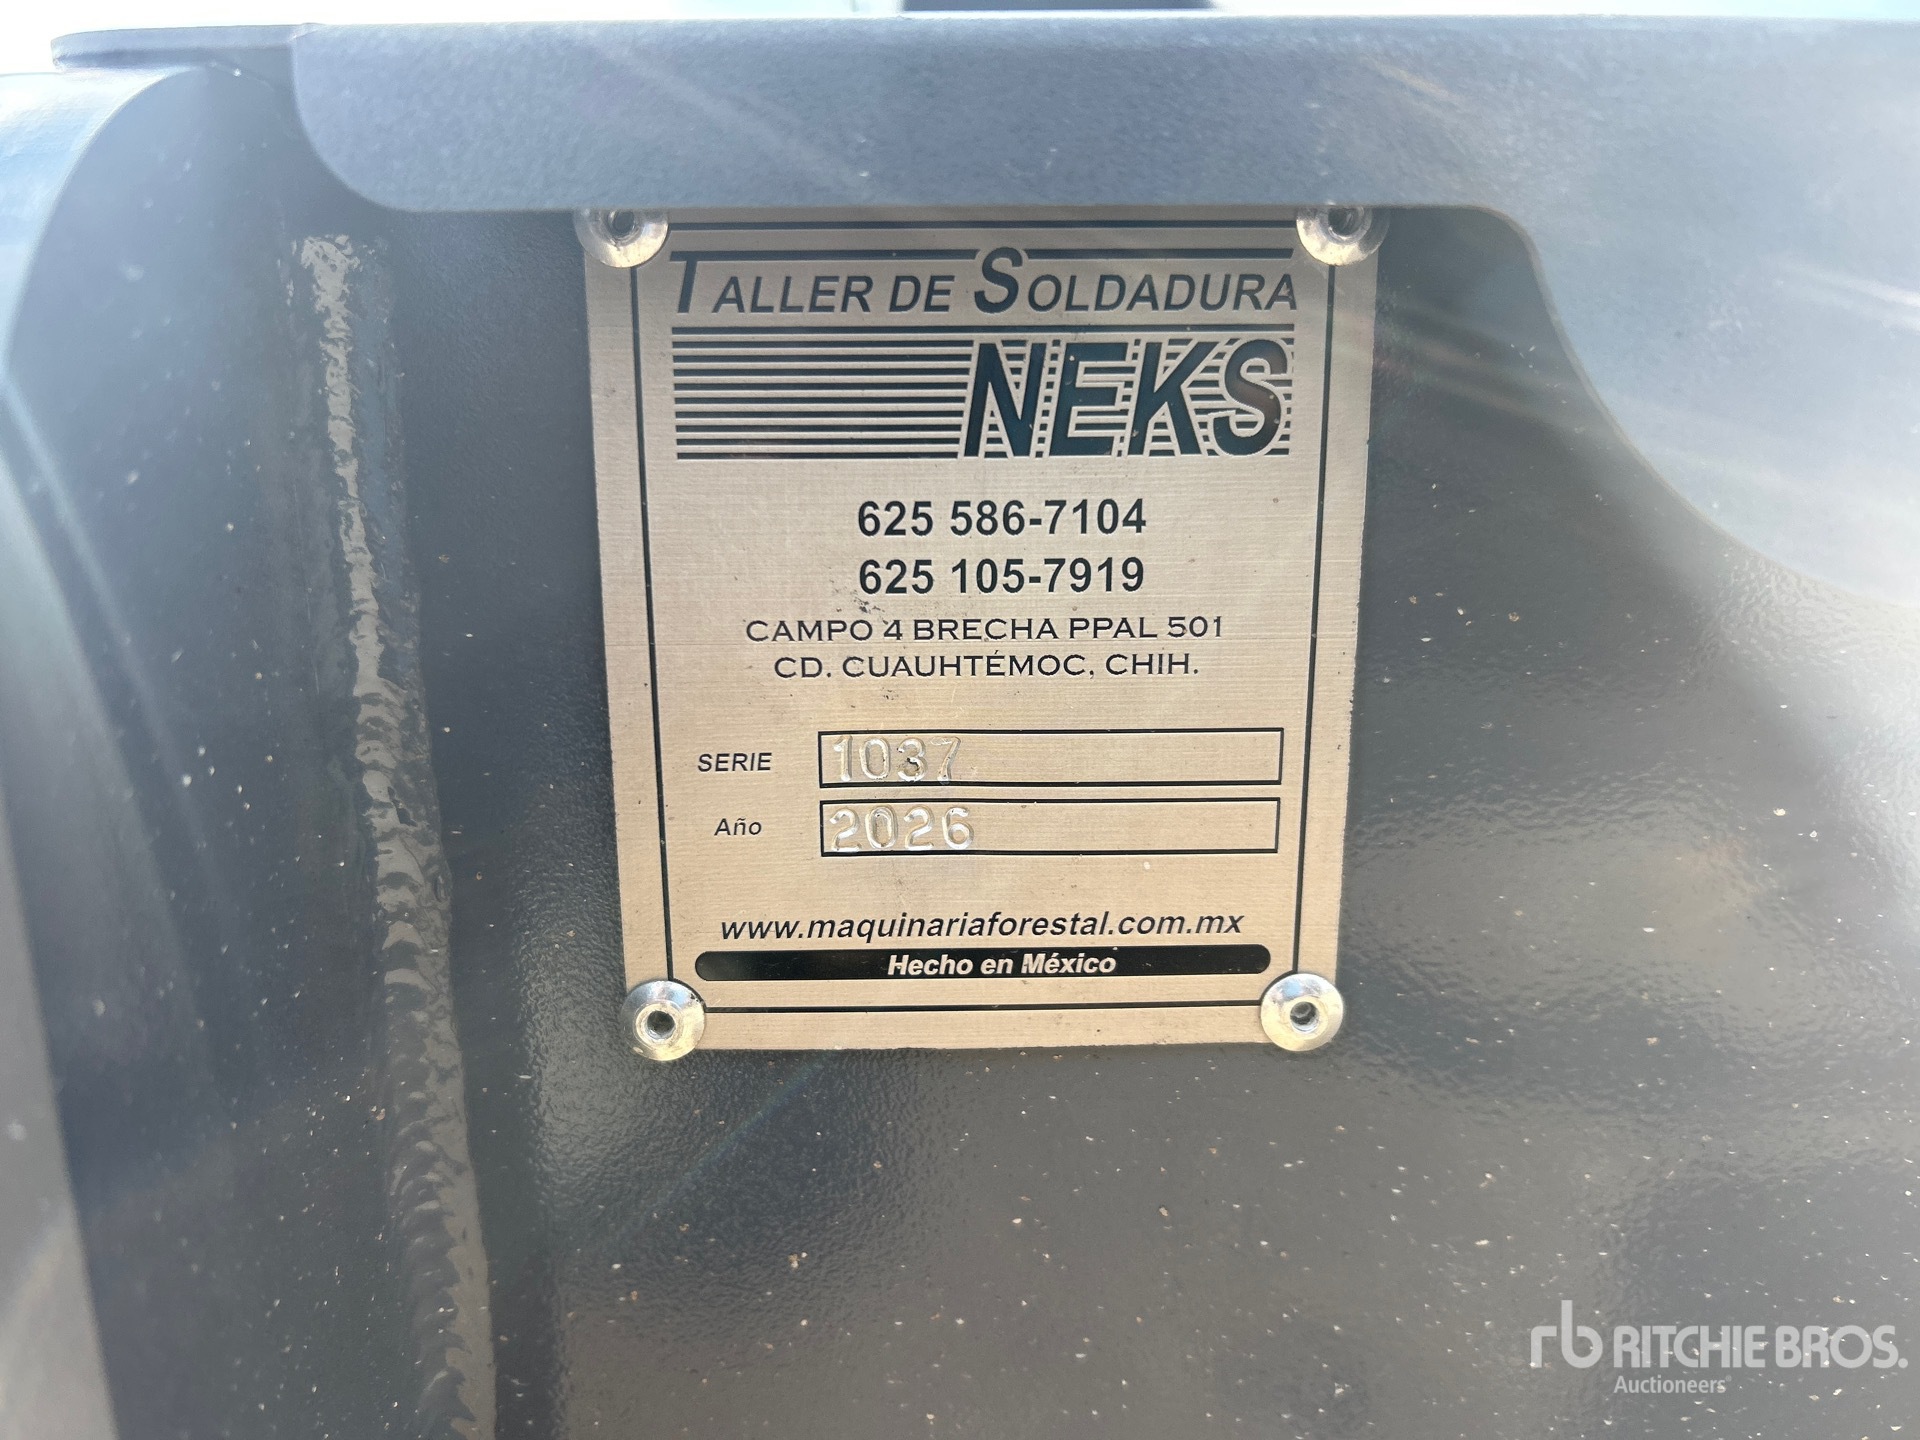 TALLER DE SOLDADURA
NEKS
625 586-7104
625 105-7919
CAMPO 4 BRECHA PPAL 501
CD. CUAUHTÉMOC, CHIH.
SERIE 1037
Año 2026
www.maquinariaforestal.com.mx
Hecho en México
rb RITCHIE BROS.
Auctioneers